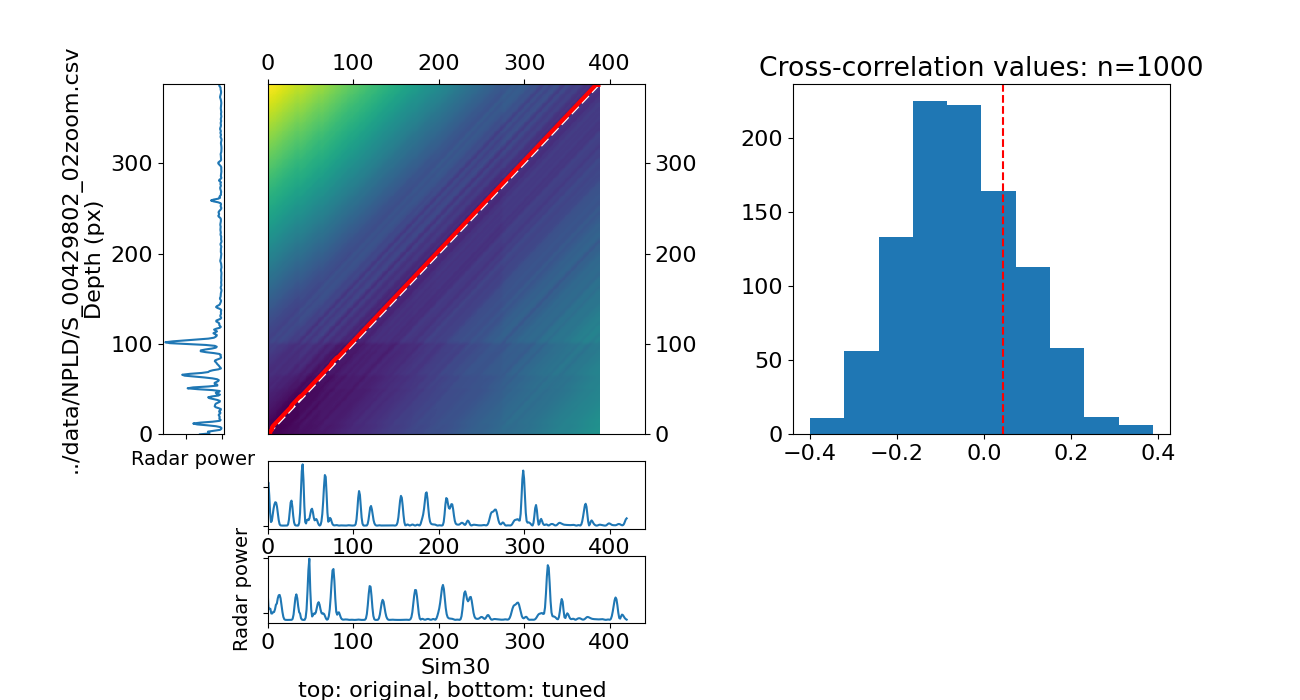 ../data/NPLD/S_00429802_02zoom.csv
Depth (px)
0 100 200 300 400
300
200
100
0
Radar power
300
200
100
0
0 100 200 300 400
Radar power
0 100 200 300 400
Sim30
top: original, bottom: tuned
Cross-correlation values: n=1000
200
150
100
50
0
−0.4 −0.2 0.0 0.2 0.4